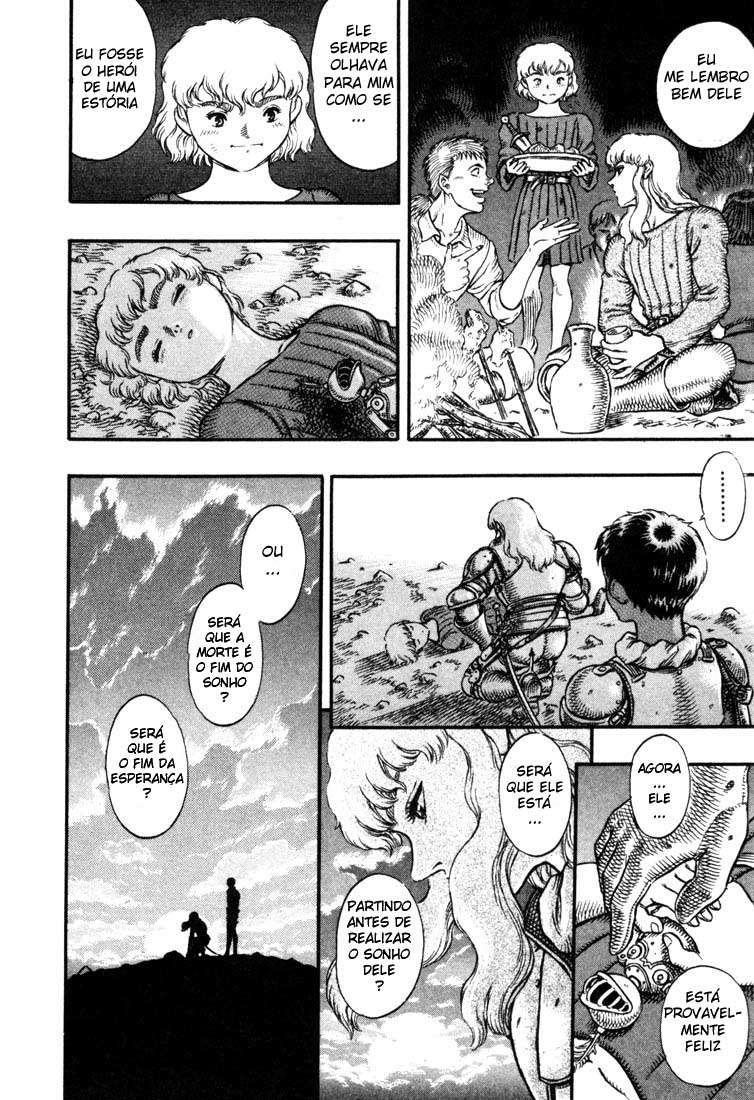 EU
ME LEMBRO
BEM DELE
ELE
SEMPRE
OLHAVA
PARA MIM
COMO SE
...
EU FOSSE
O HERÓI
DE UMA
ESTÓRIA
.........
AGORA
...
ELE
...
ESTÁ
PROVAVEL-
MENTE
FELIZ
SERÁ
QUE ELE
ESTÁ
...
PARTINDO
ANTES DE
REALIZAR
O SONHO
DELE
?
OU
...
SERÁ
QUE A
MORTE É
O FIM DO
SONHO
?
SERÁ
QUE É
O FIM DA
ESPERANÇA
?